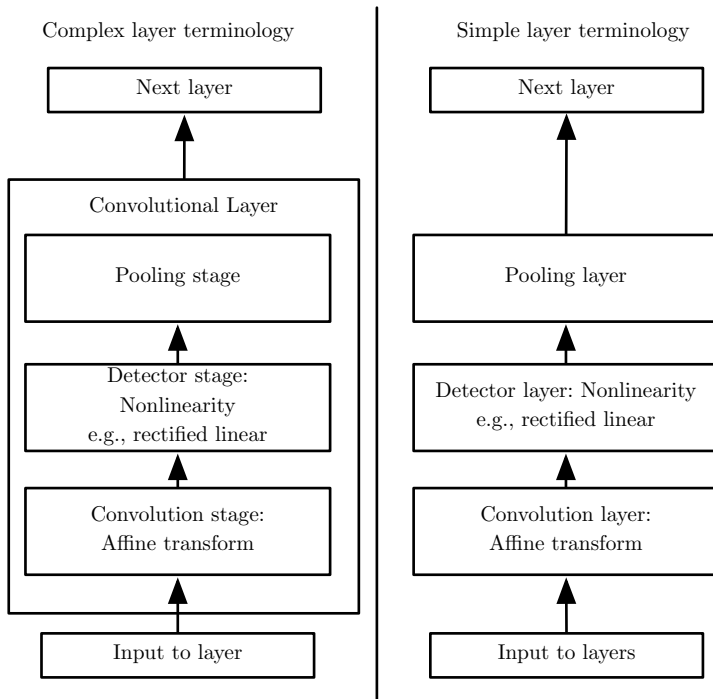 Complex layer terminology
Next layer
Convolutional Layer
Pooling stage
Detector stage:
Nonlinearity
e.g., rectified linear
Convolution stage:
Affine transform
Input to layer
Simple layer terminology
Next layer
Pooling layer
Detector layer: Nonlinearity
e.g., rectified linear
Convolution layer:
Affine transform
Input to layers